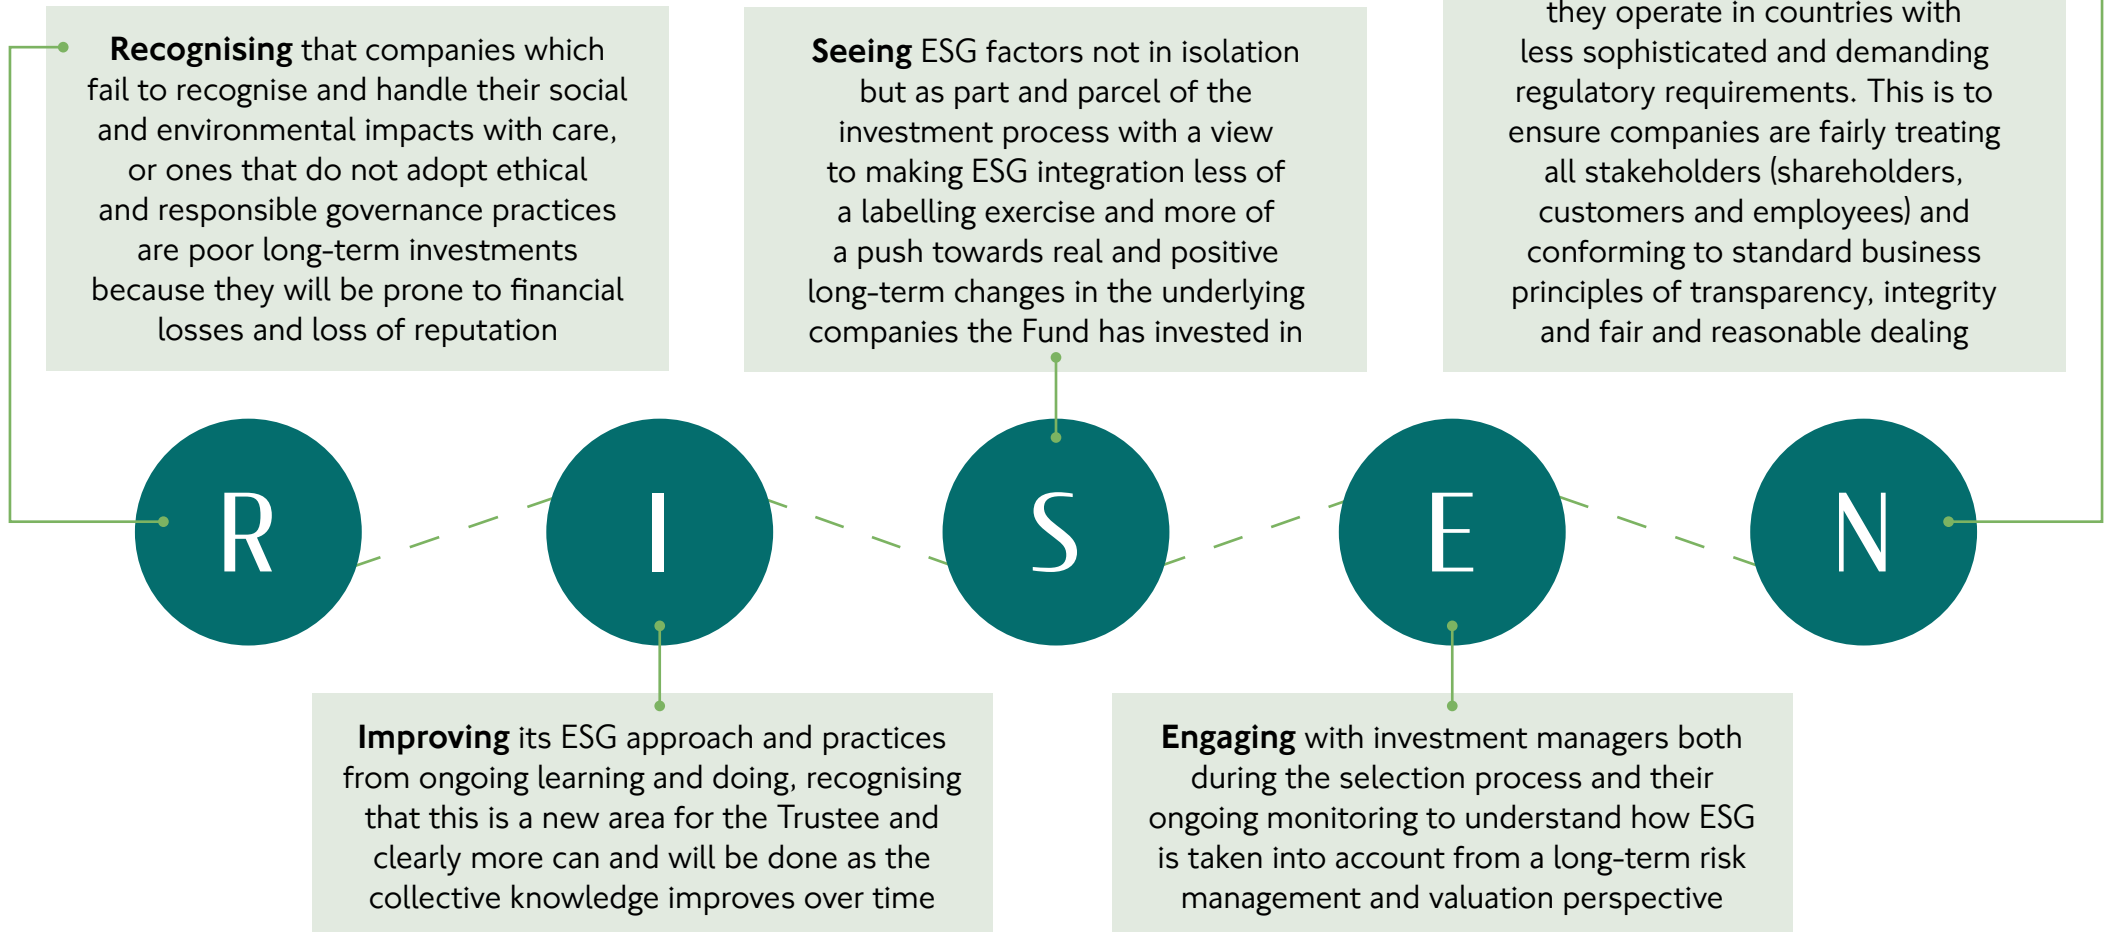 Recognising that companies which
fail to recognise and handle their social
and environmental impacts with care,
or ones that do not adopt ethical
and responsible governance practices
are poor long-term investments
because they will be prone to financial
losses and loss of reputation
Seeing ESG factors not in isolation
but as part and parcel of the
investment process with a view
to making ESG integration less of
a labelling exercise and more of
a push towards real and positive
long-term changes in the underlying
companies the Fund has invested in
they operate in countries with
less sophisticated and demanding
regulatory requirements. This is to
ensure companies are fairly treating
all stakeholders (shareholders,
customers and employees) and
conforming to standard business
principles of transparency, integrity
and fair and reasonable dealing
R
I
S
E
N
Improving its ESG approach and practices
from ongoing learning and doing, recognising
that this is a new area for the Trustee and
clearly more can and will be done as the
collective knowledge improves over time
Engaging with investment managers both
during the selection process and their
ongoing monitoring to understand how ESG
is taken into account from a long-term risk
management and valuation perspective